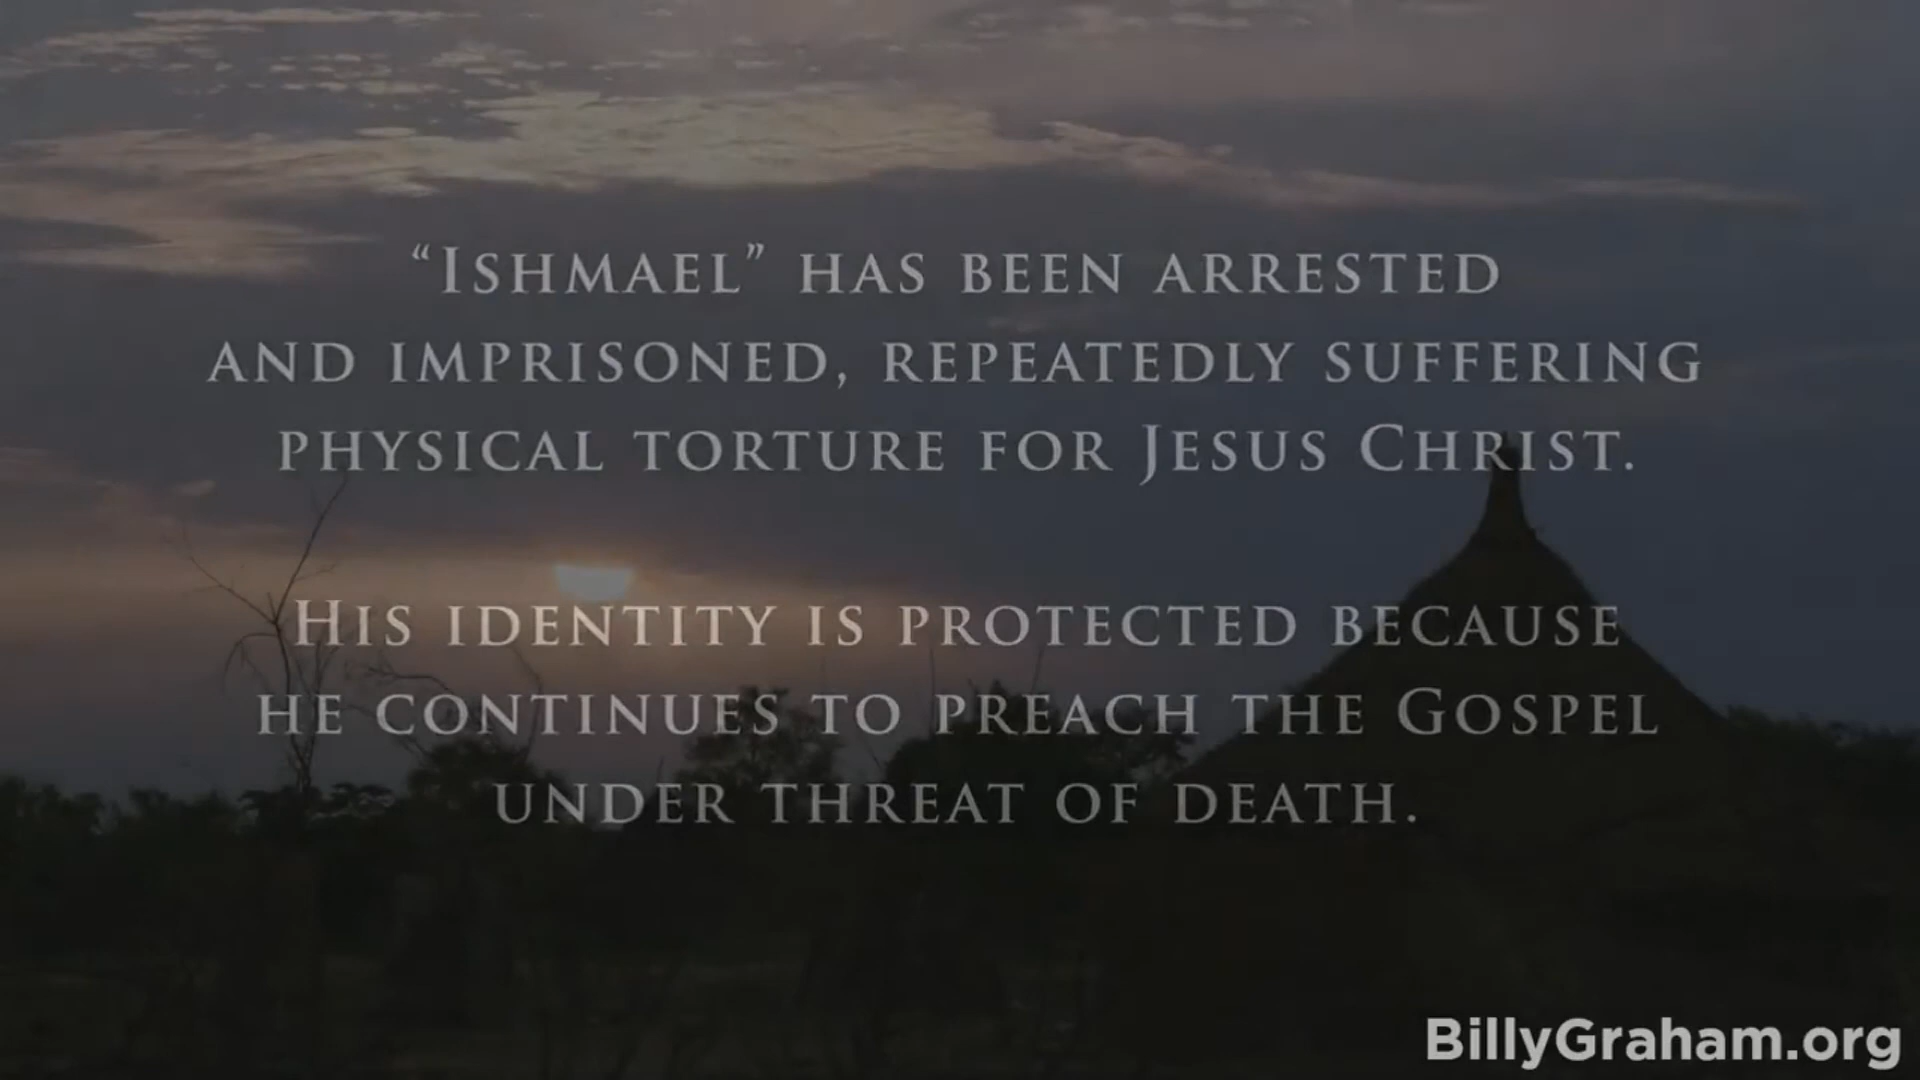 “Ishmael” has been arrested
and imprisoned, repeatedly suffering
physical torture for Jesus Christ.
His identity is protected because
he continues to preach the Gospel
under threat of death.
BillyGraham.org